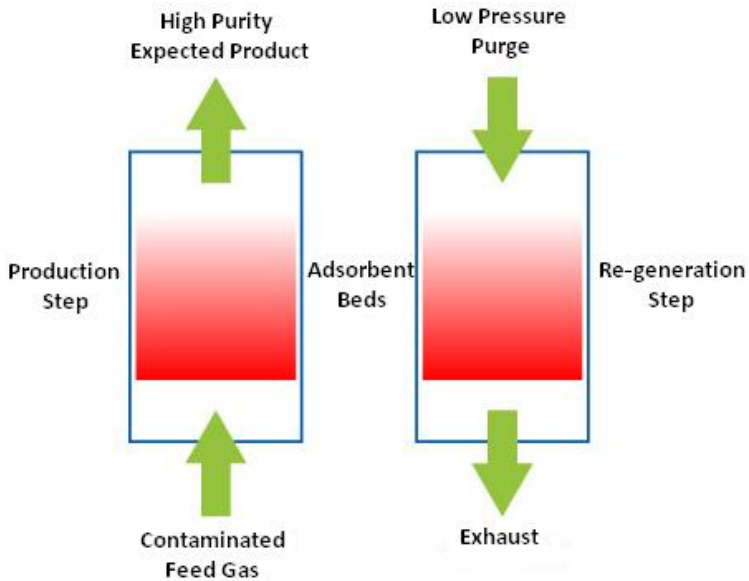 High Purity
Expected Product
Low Pressure
Purge
Production
Step
Adsorbent
Beds
Re-generation
Step
Contaminated
Feed Gas
Exhaust